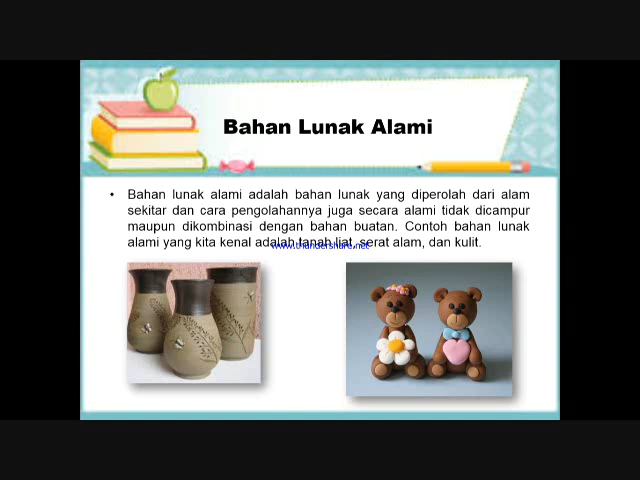 Bahan Lunak Alami
• Bahan lunak alami adalah bahan lunak yang diperolah dari alam
sekitar dan cara pengolahannya juga secara alami tidak dicampur
maupun dikombinasi dengan bahan buatan. Contoh bahan lunak
alami yang kita kenal adalah tanah liat, serat alam, dan kulit.
www.thundershare.net